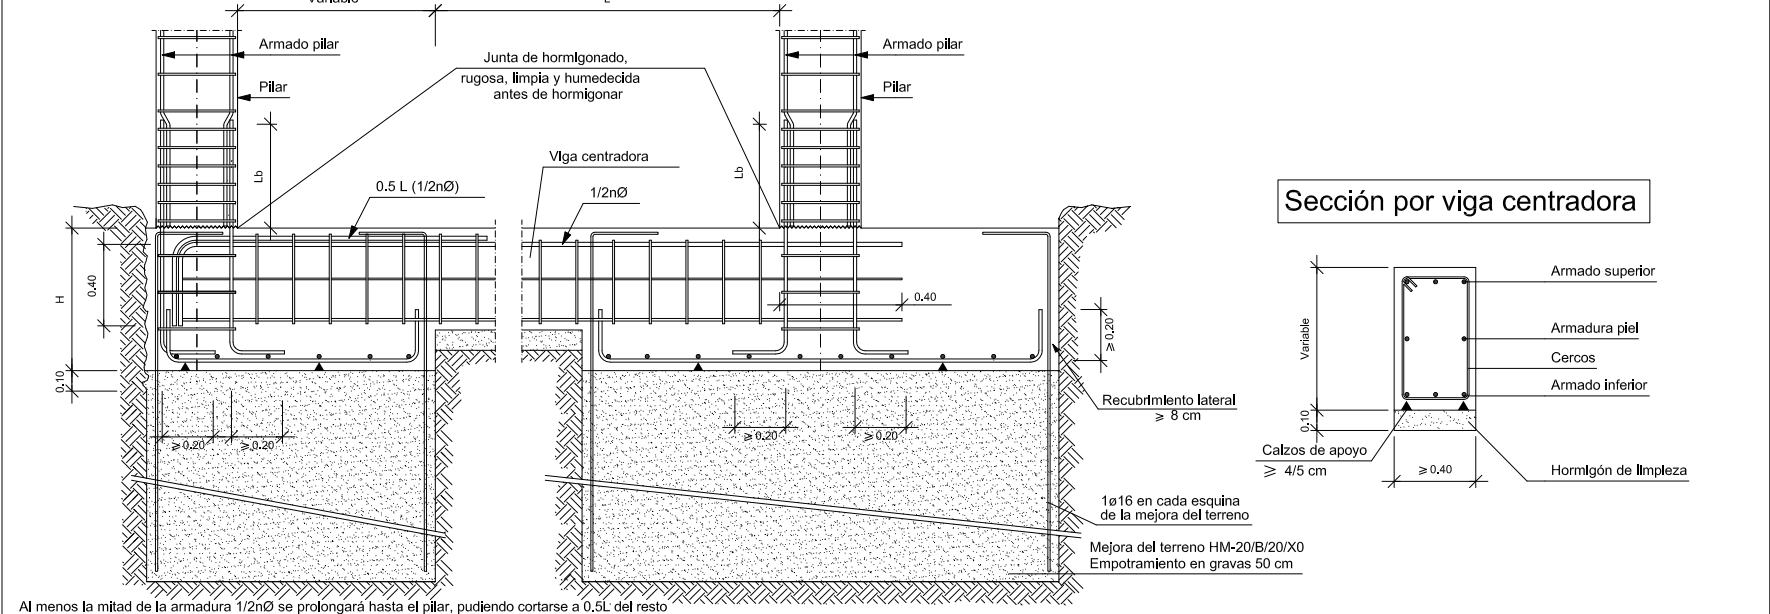 Variable
L
Armado pilar
Pilar
Junta de hormigonado,
rugosa, limpia y humedecida
antes de hormigonar
Armado pilar
Pilar
Lb
Lb
Viga centradora
0.5 L (1/2nØ)
1/2nØ
H
0.40
0.10
0.40
≥ 0.20
≥ 0.20
≥ 0.20
≥ 0.20
≥ 0.20
Recubrimiento lateral
≥ 8 cm
1ø16 en cada esquina
de la mejora del terreno
Mejora del terreno HM-20/B/20/X0
Empotramiento en gravas 50 cm
Sección por viga centradora
Variable
0.10
Armado superior
Armadura piel
Cercos
Armado inferior
Calzos de apoyo
≥ 4/5 cm
≥ 0.40
Hormigón de limpieza
Al menos la mitad de la armadura 1/2nØ se prolongará hasta el pilar, pudiendo cortarse a 0.5L del resto